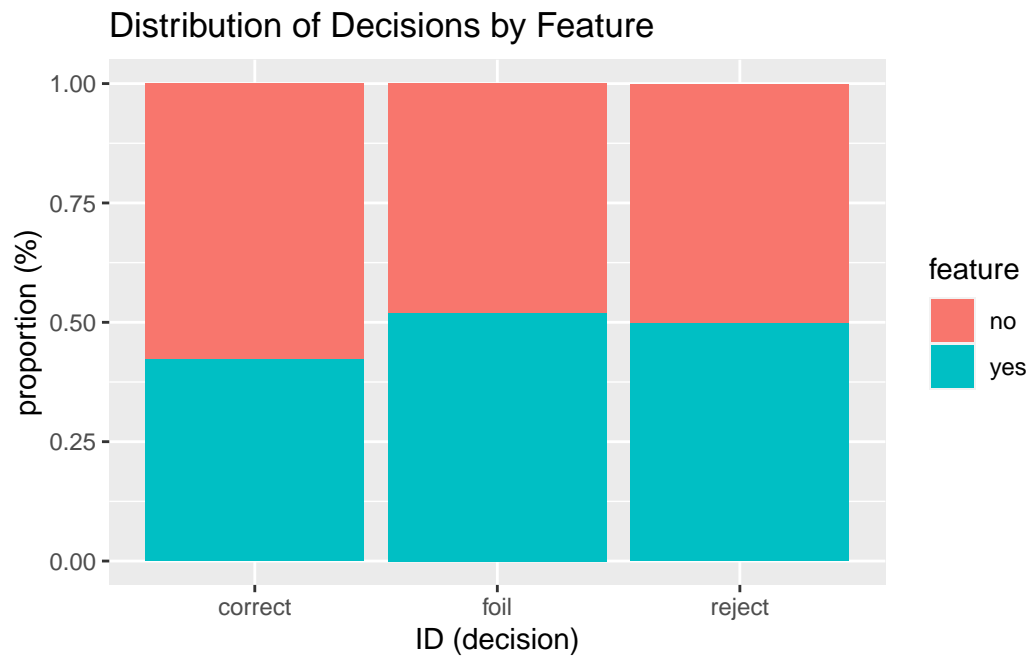 Distribution of Decisions by Feature
proportion (%)
1.00
0.75
0.50
0.25
0.00
correct
foil
reject
ID (decision)
feature
no
yes